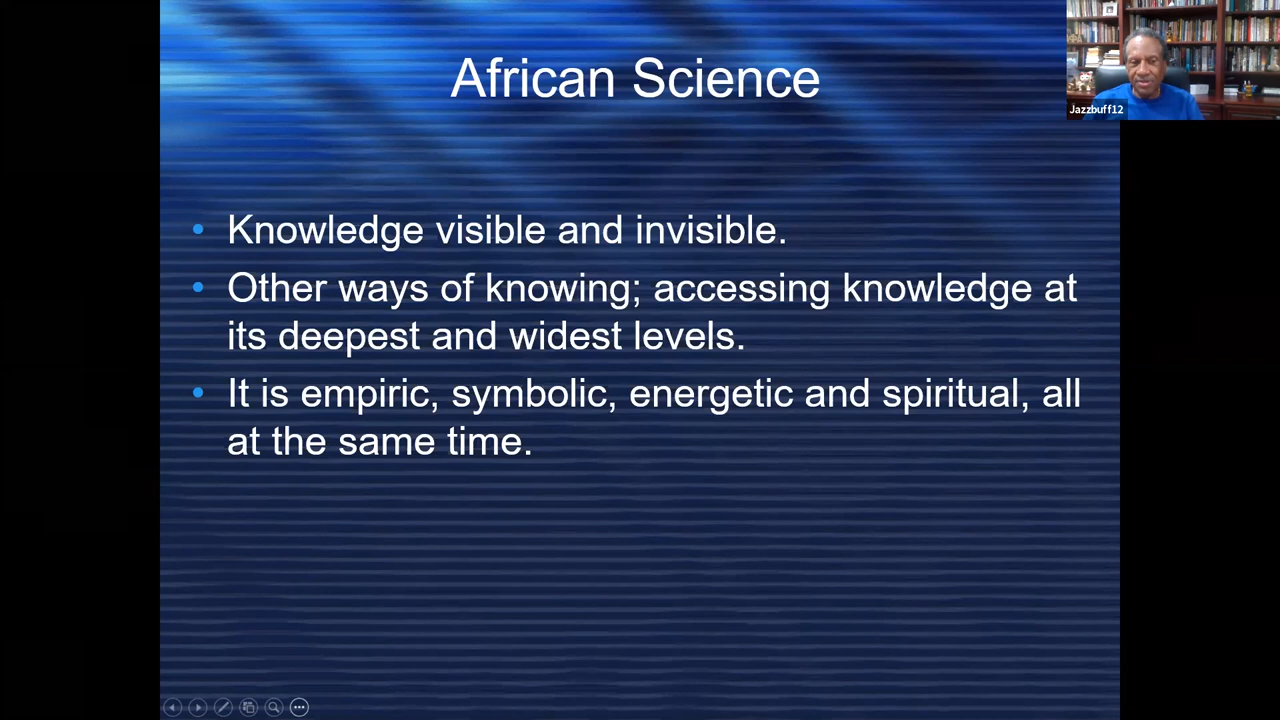 African Science
Jazzbuff12
• Knowledge visible and invisible.
• Other ways of knowing; accessing knowledge at
its deepest and widest levels.
• It is empiric, symbolic, energetic and spiritual, all
at the same time.